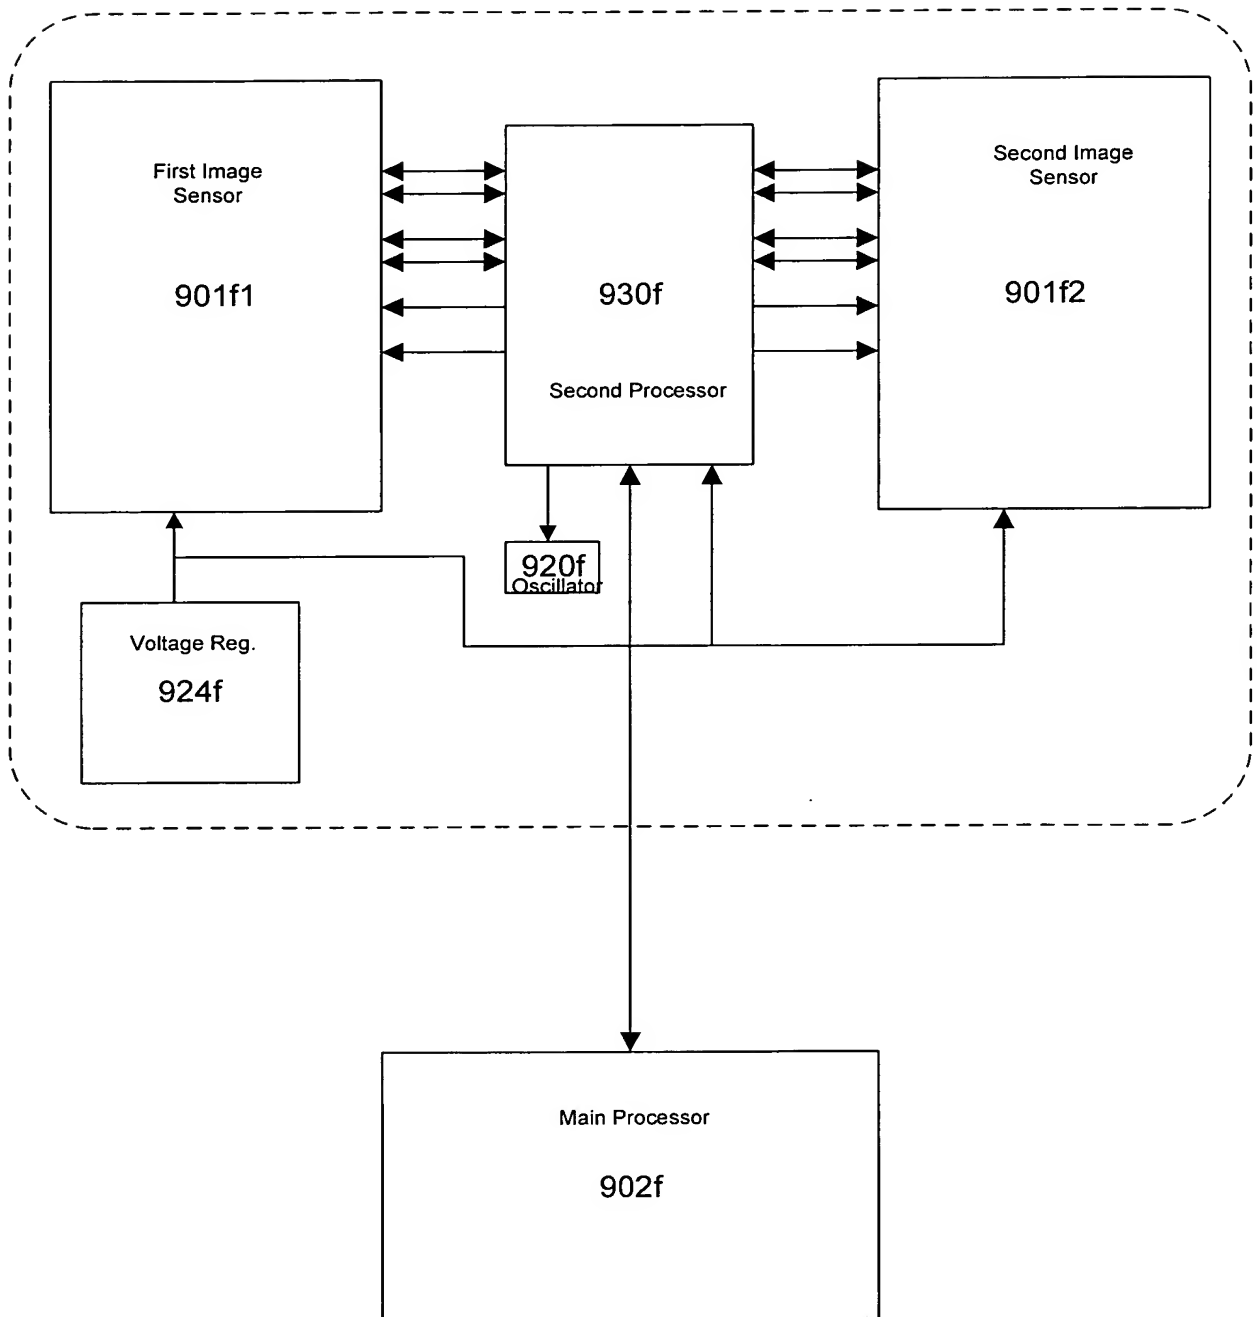 First Image
Sensor
901f1
930f
Second Processor
Second Image
Sensor
901f2
920f
Oscillator
Voltage Reg.
924f
Main Processor
902f